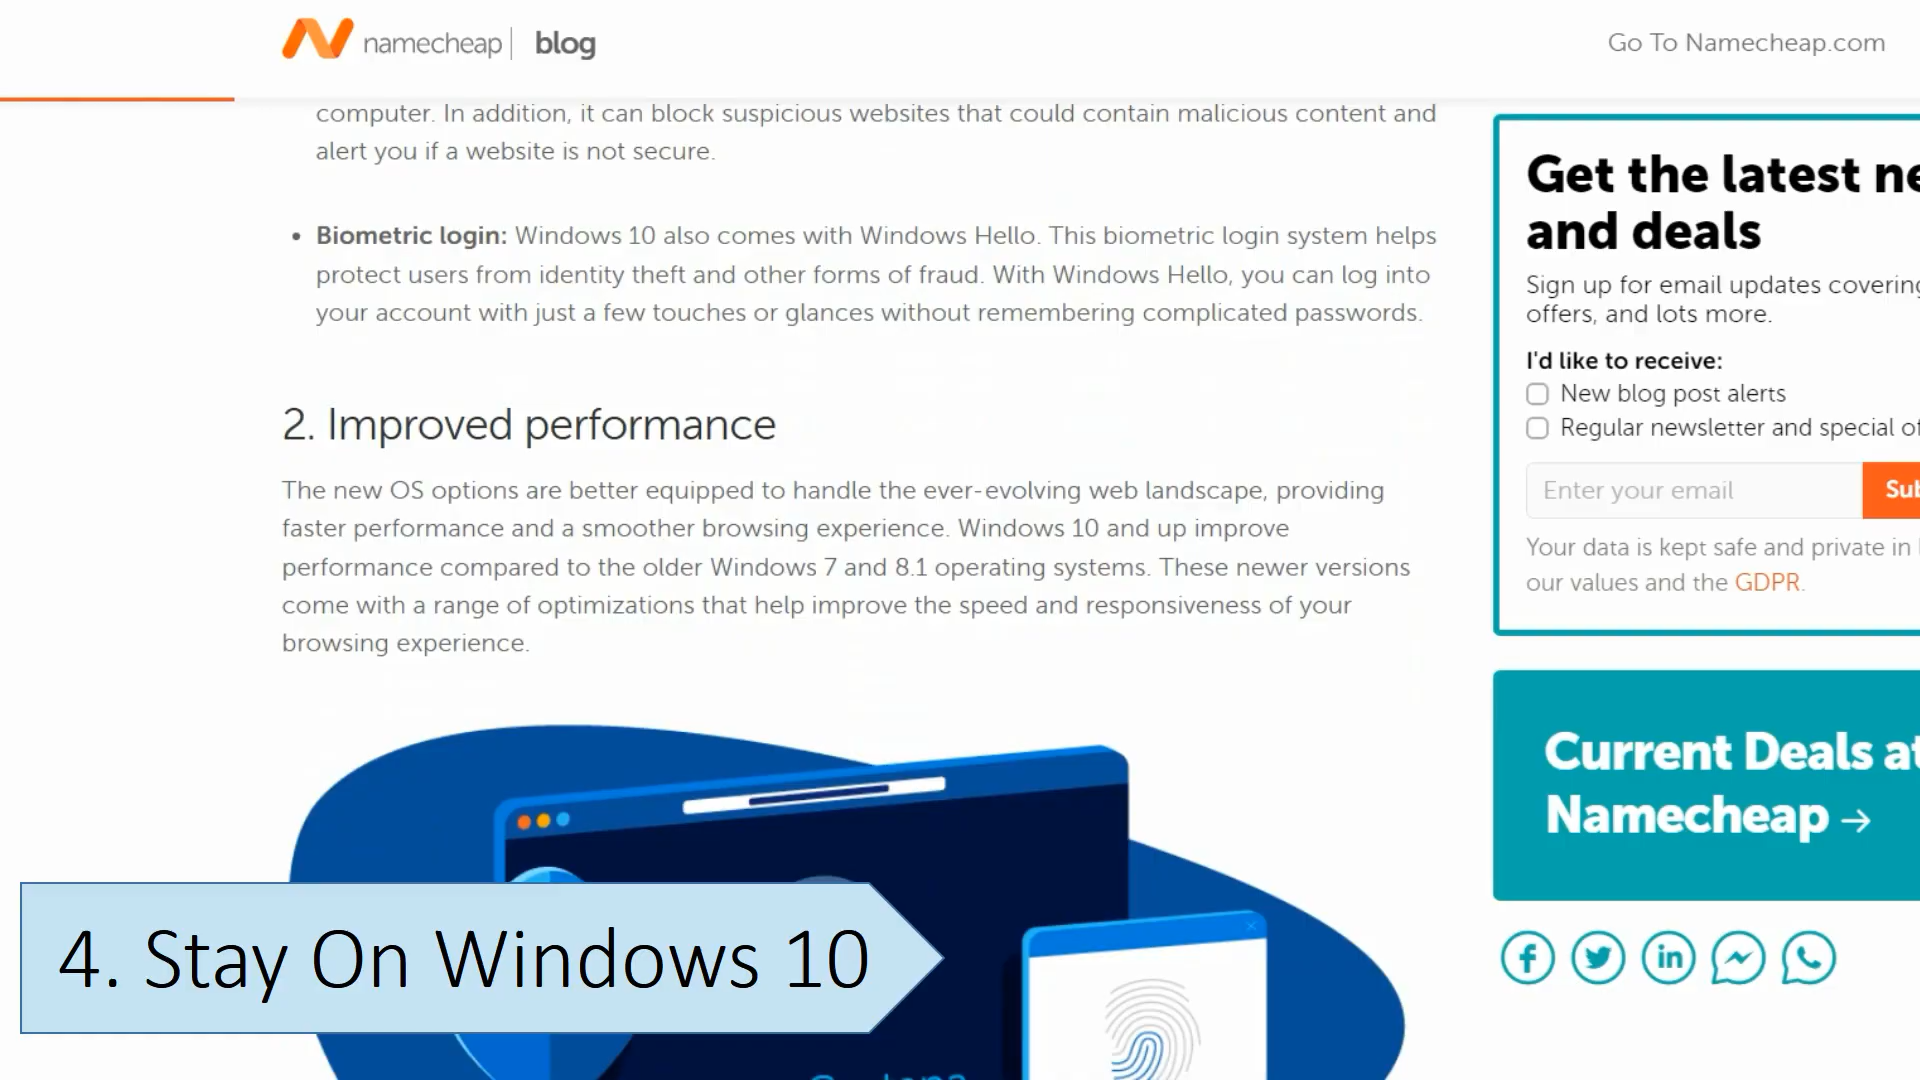 namecheap | blog
Go To Namecheap.com
computer. In addition, it can block suspicious websites that could contain malicious content and
alert you if a website is not secure.
• Biometric login: Windows 10 also comes with Windows Hello. This biometric login system helps
protect users from identity theft and other forms of fraud. With Windows Hello, you can log into
your account with just a few touches or glances without remembering complicated passwords.
2. Improved performance
The new OS options are better equipped to handle the ever-evolving web landscape, providing
faster performance and a smoother browsing experience. Windows 10 and up improve
performance compared to the older Windows 7 and 8.1 operating systems. These newer versions
come with a range of optimizations that help improve the speed and responsiveness of your
browsing experience.
4. Stay On Windows 10
Get the latest ne
and deals
Sign up for email updates covering
offers, and lots more.
I'd like to receive:
New blog post alerts
Regular newsletter and special of
Enter your email
Sub
Your data is kept safe and private in
our values and the GDPR.
Current Deals at
Namecheap →